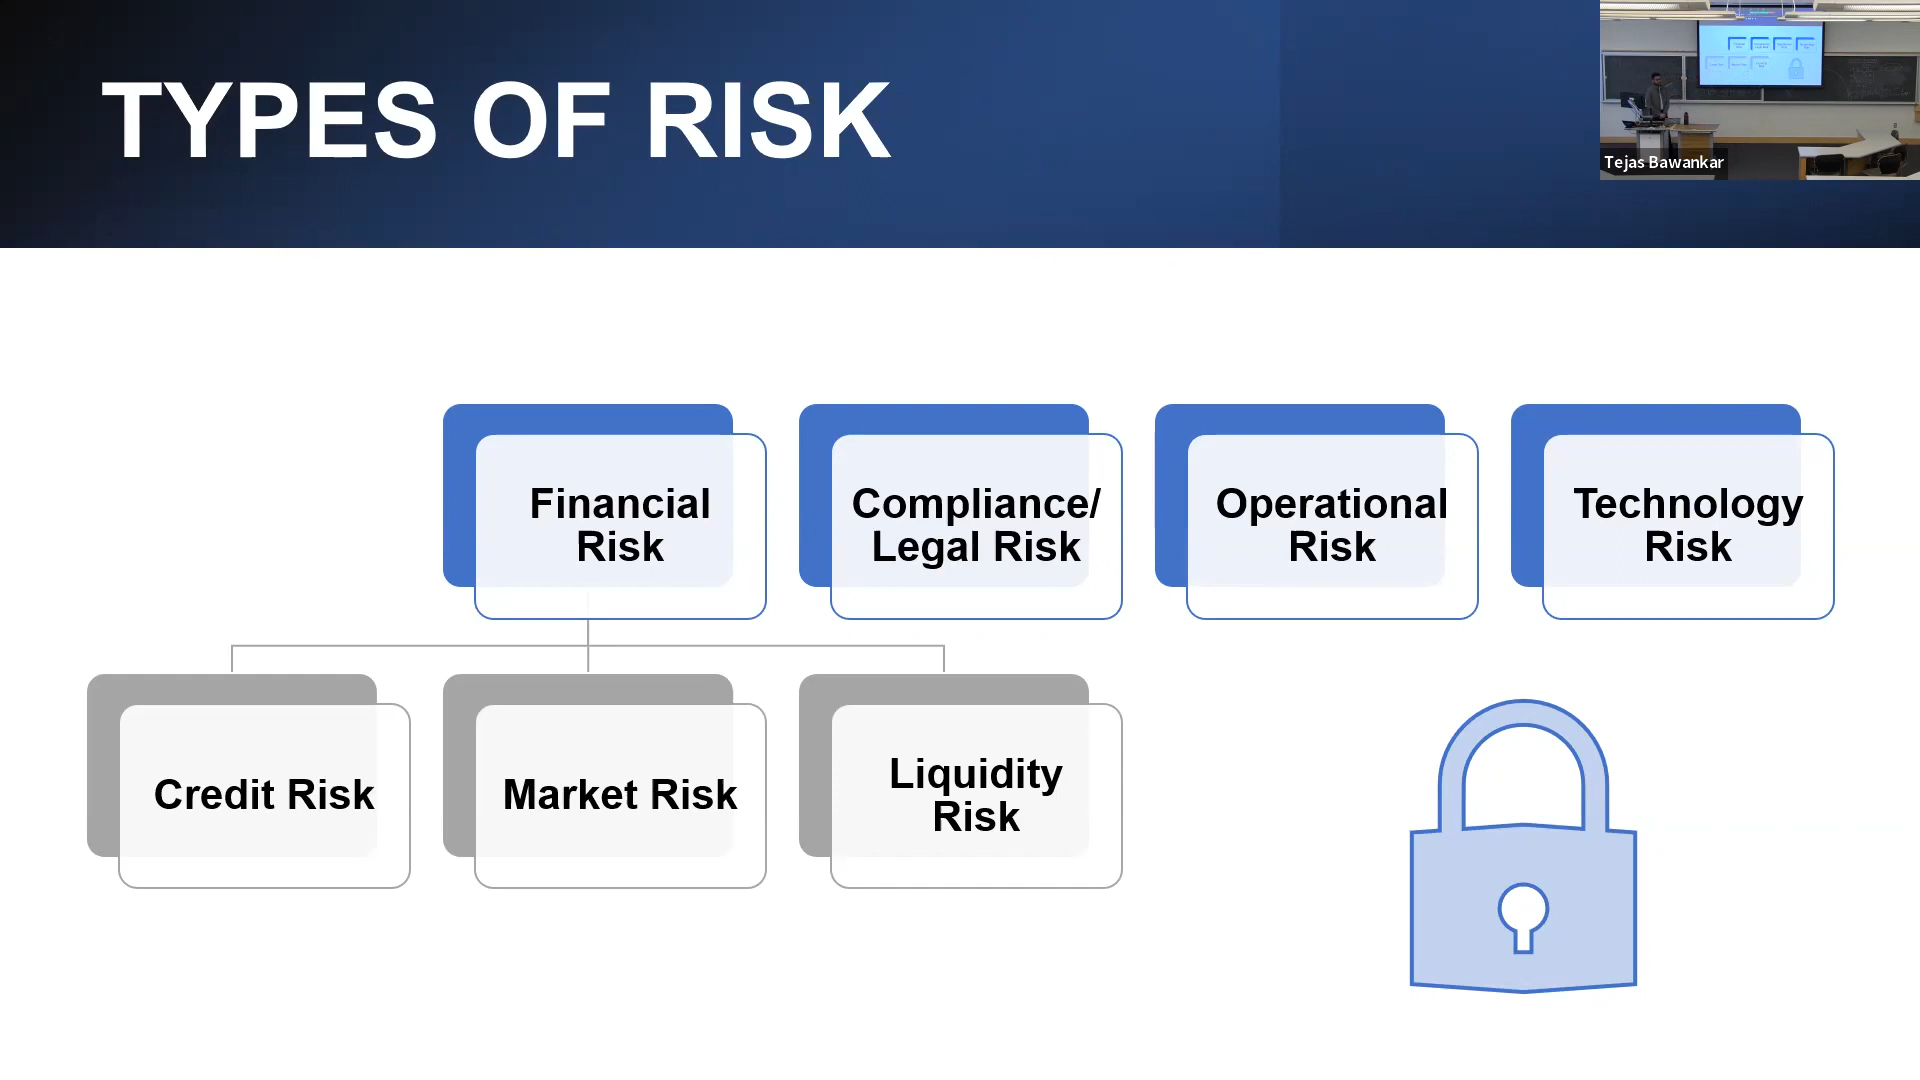 TYPES OF RISK
Tejas Bawankar
Financial
Risk
Compliance/
Legal Risk
Operational
Risk
Technology
Risk
Credit Risk
Market Risk
Liquidity
Risk